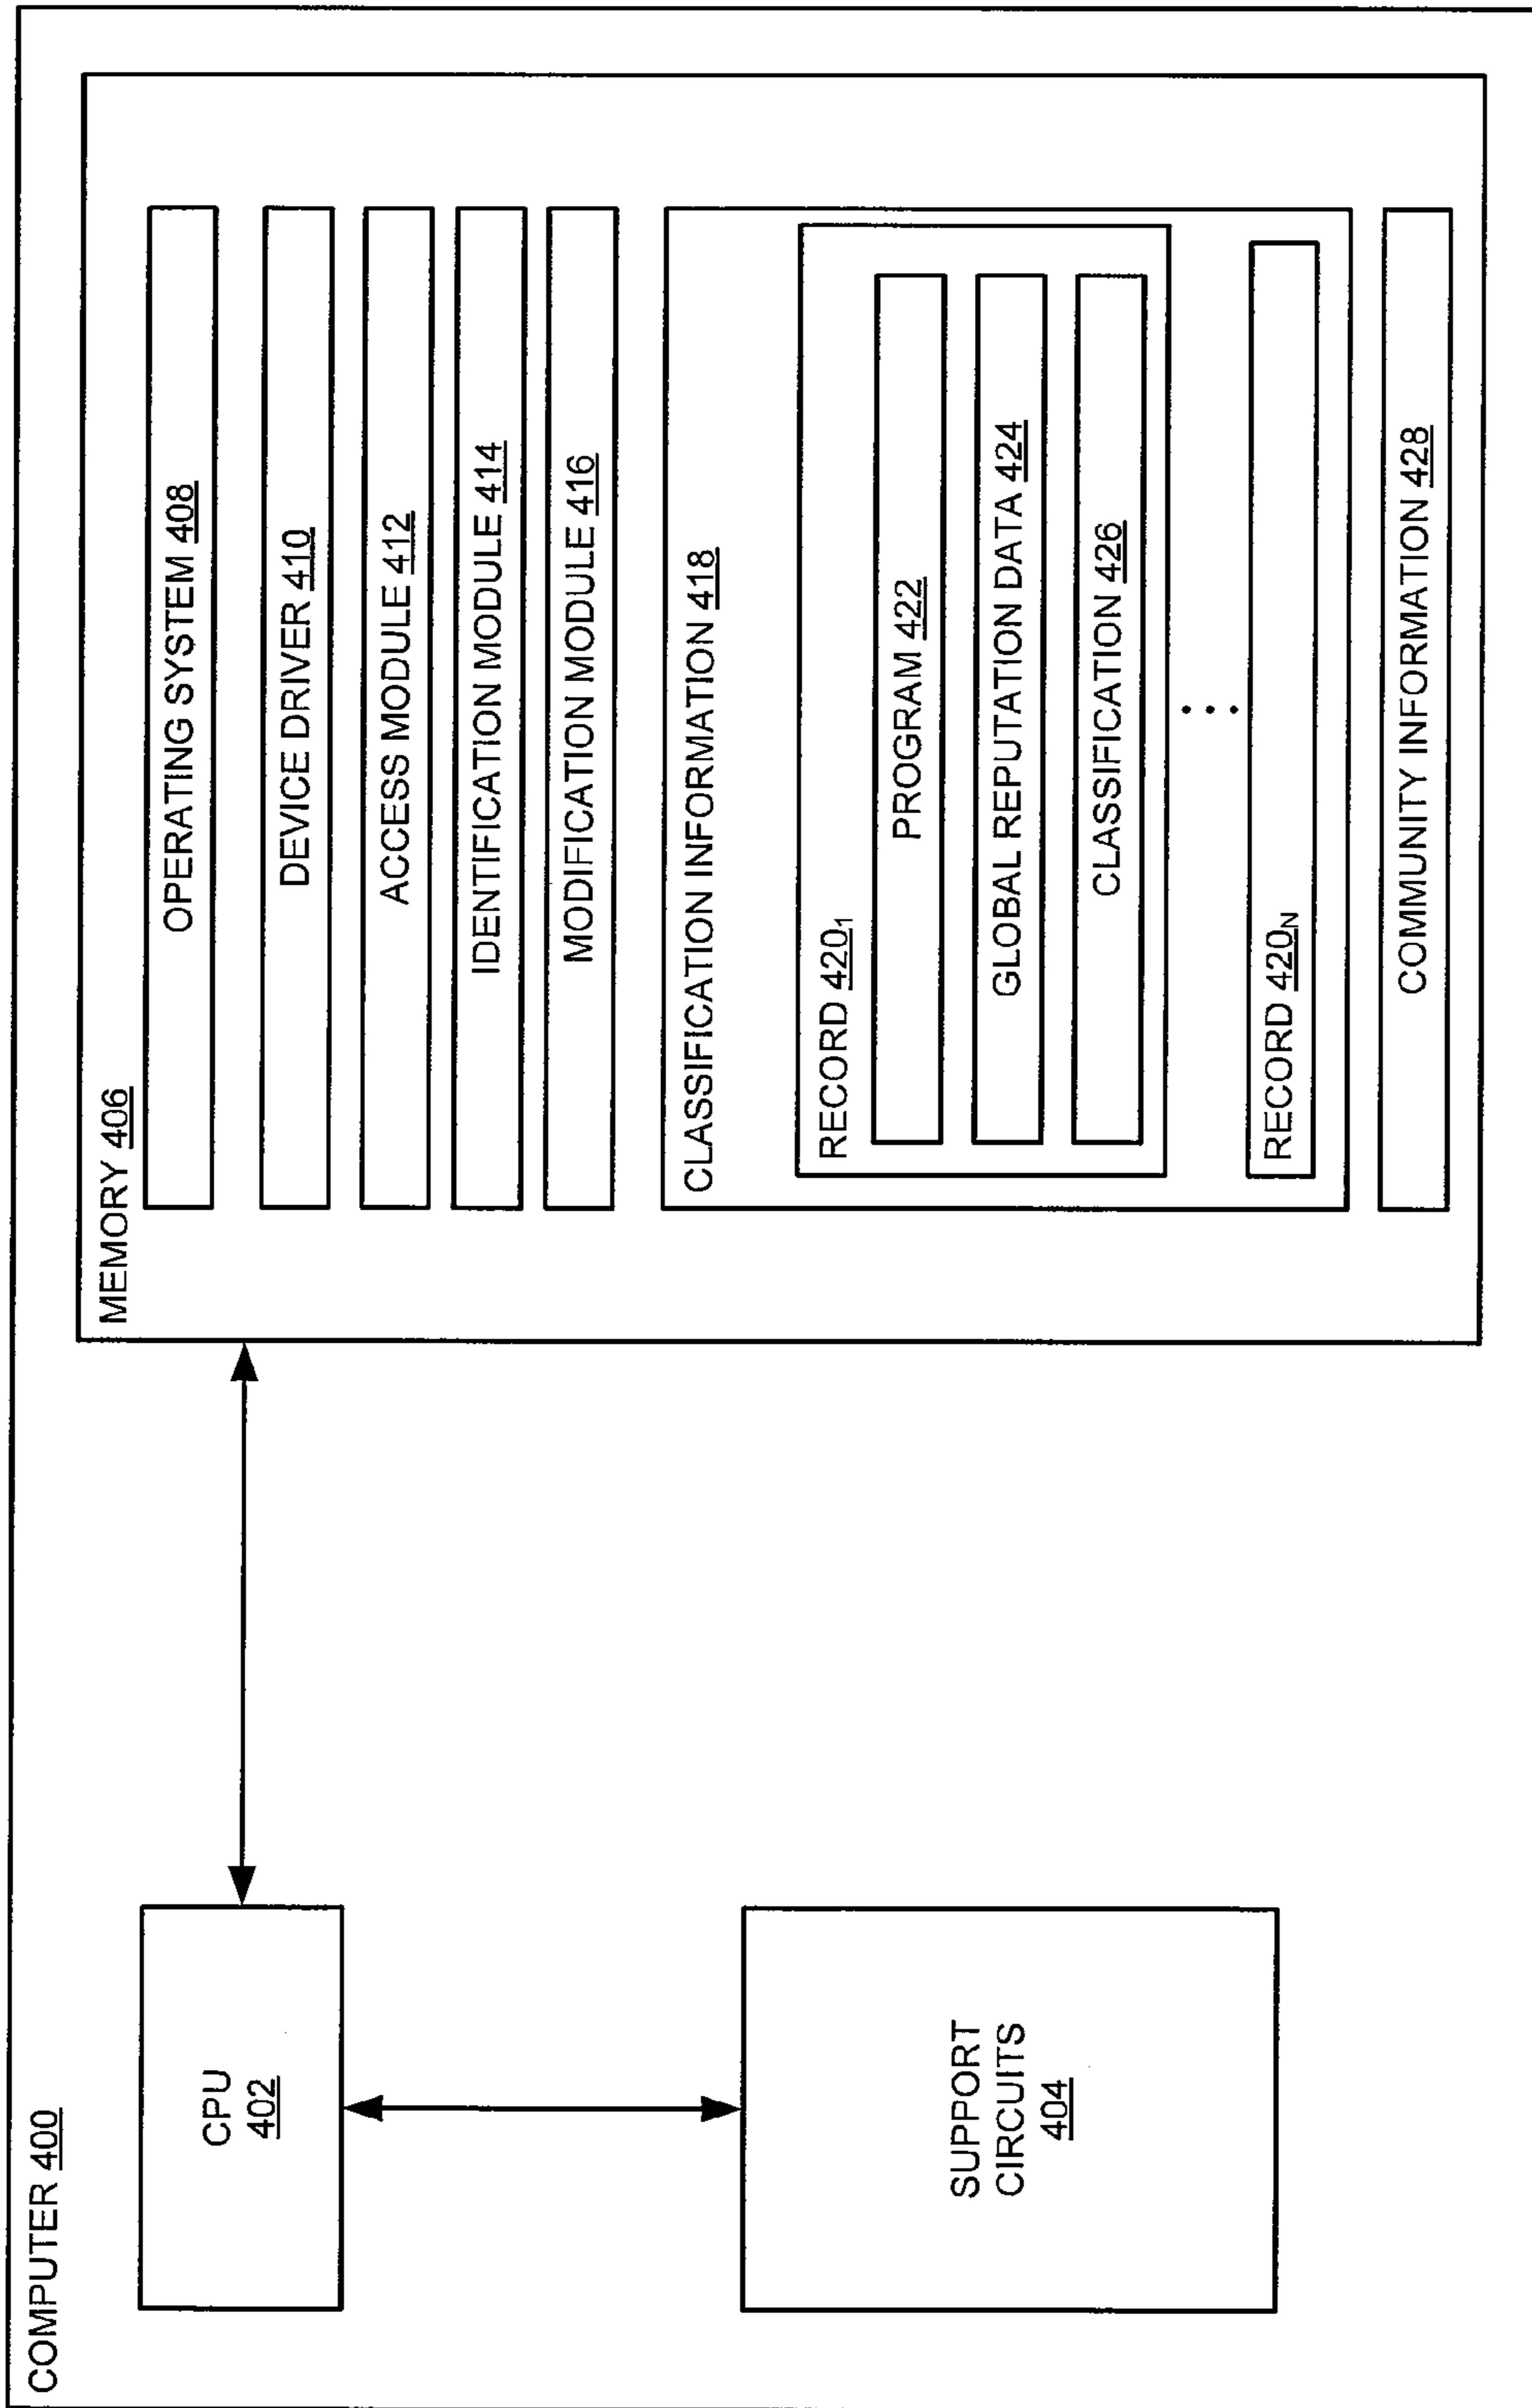 COMPUTER 400
CPU
402
SUPPORT
CIRCUITS
404
MEMORY 406
OPERATING SYSTEM 408
DEVICE DRIVER 410
ACCESS MODULE 412
IDENTIFICATION MODULE 414
MODIFICATION MODULE 416
CLASSIFICATION INFORMATION 418
RECORD 420₁
PROGRAM 422
GLOBAL REPUTATION DATA 424
CLASSIFICATION 426
...
RECORD 420ₙ
COMMUNITY INFORMATION 428